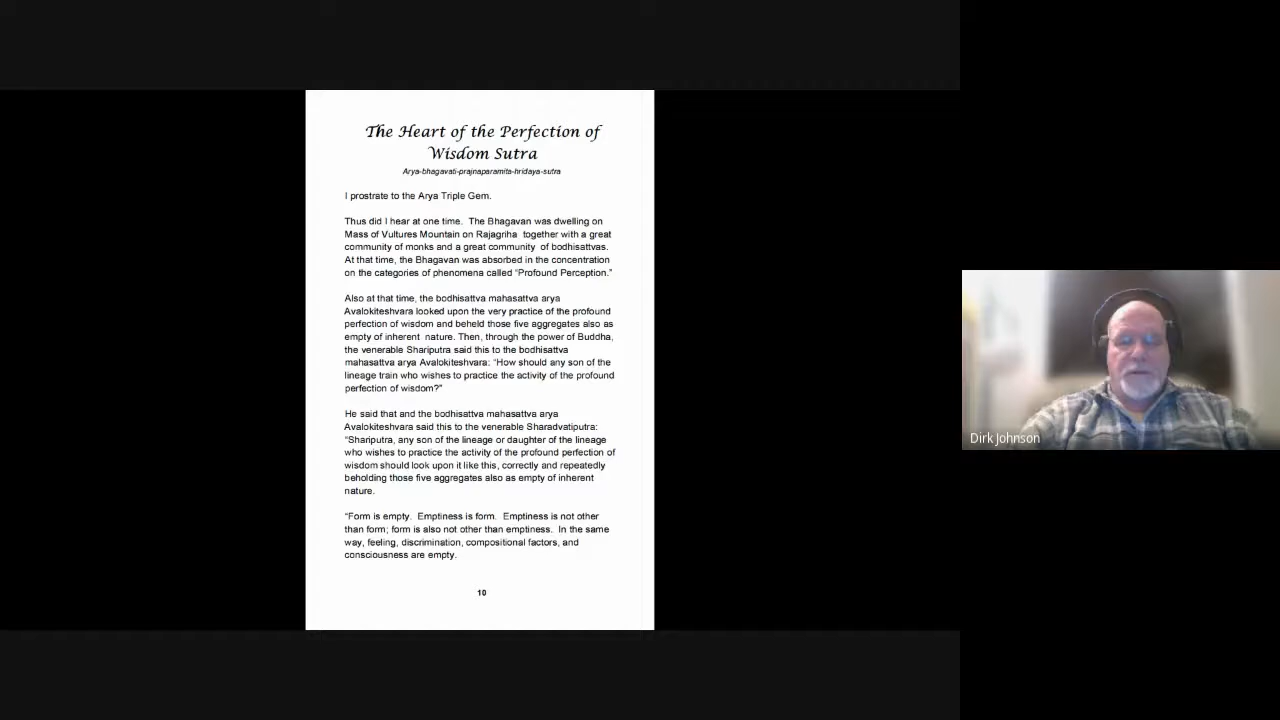 The Heart of the Perfection of
Wisdom Sutra
Arya-bhagavati-prajnaparamita-hridaya-sutra
I prostrate to the Arya Triple Gem.
Thus did I hear at one time.  The Bhagavan was dwelling on
Mass of Vultures Mountain on Rajagriha  together with a great
community of monks and a great community  of bodhisattvas.
At that time, the Bhagavan was absorbed in the concentration
on the categories of phenomena called “Profound Perception.”
Also at that time, the bodhisattva mahasattva arya
Avalokiteshvara looked upon the very practice of the profound
perfection of wisdom and beheld those five aggregates also as
empty of inherent  nature. Then, through the power of Buddha,
the venerable Shariputra said this to the bodhisattva
mahasattva arya Avalokiteshvara: “How should any son of the
lineage train who wishes to practice the activity of the profound
perfection of wisdom?”
He said that and the bodhisattva mahasattva arya
Avalokiteshvara said this to the venerable Sharadvatiputra:
“Shariputra, any son of the lineage or daughter of the lineage
who wishes to practice the activity of the profound perfection of
wisdom should look upon it like this, correctly and repeatedly
beholding those five aggregates also as empty of inherent
nature.
“Form is empty.  Emptiness is form.  Emptiness is not other
than form; form is also not other than emptiness.  In the same
way, feeling, discrimination, compositional factors, and
consciousness are empty.
10
Dirk Johnson